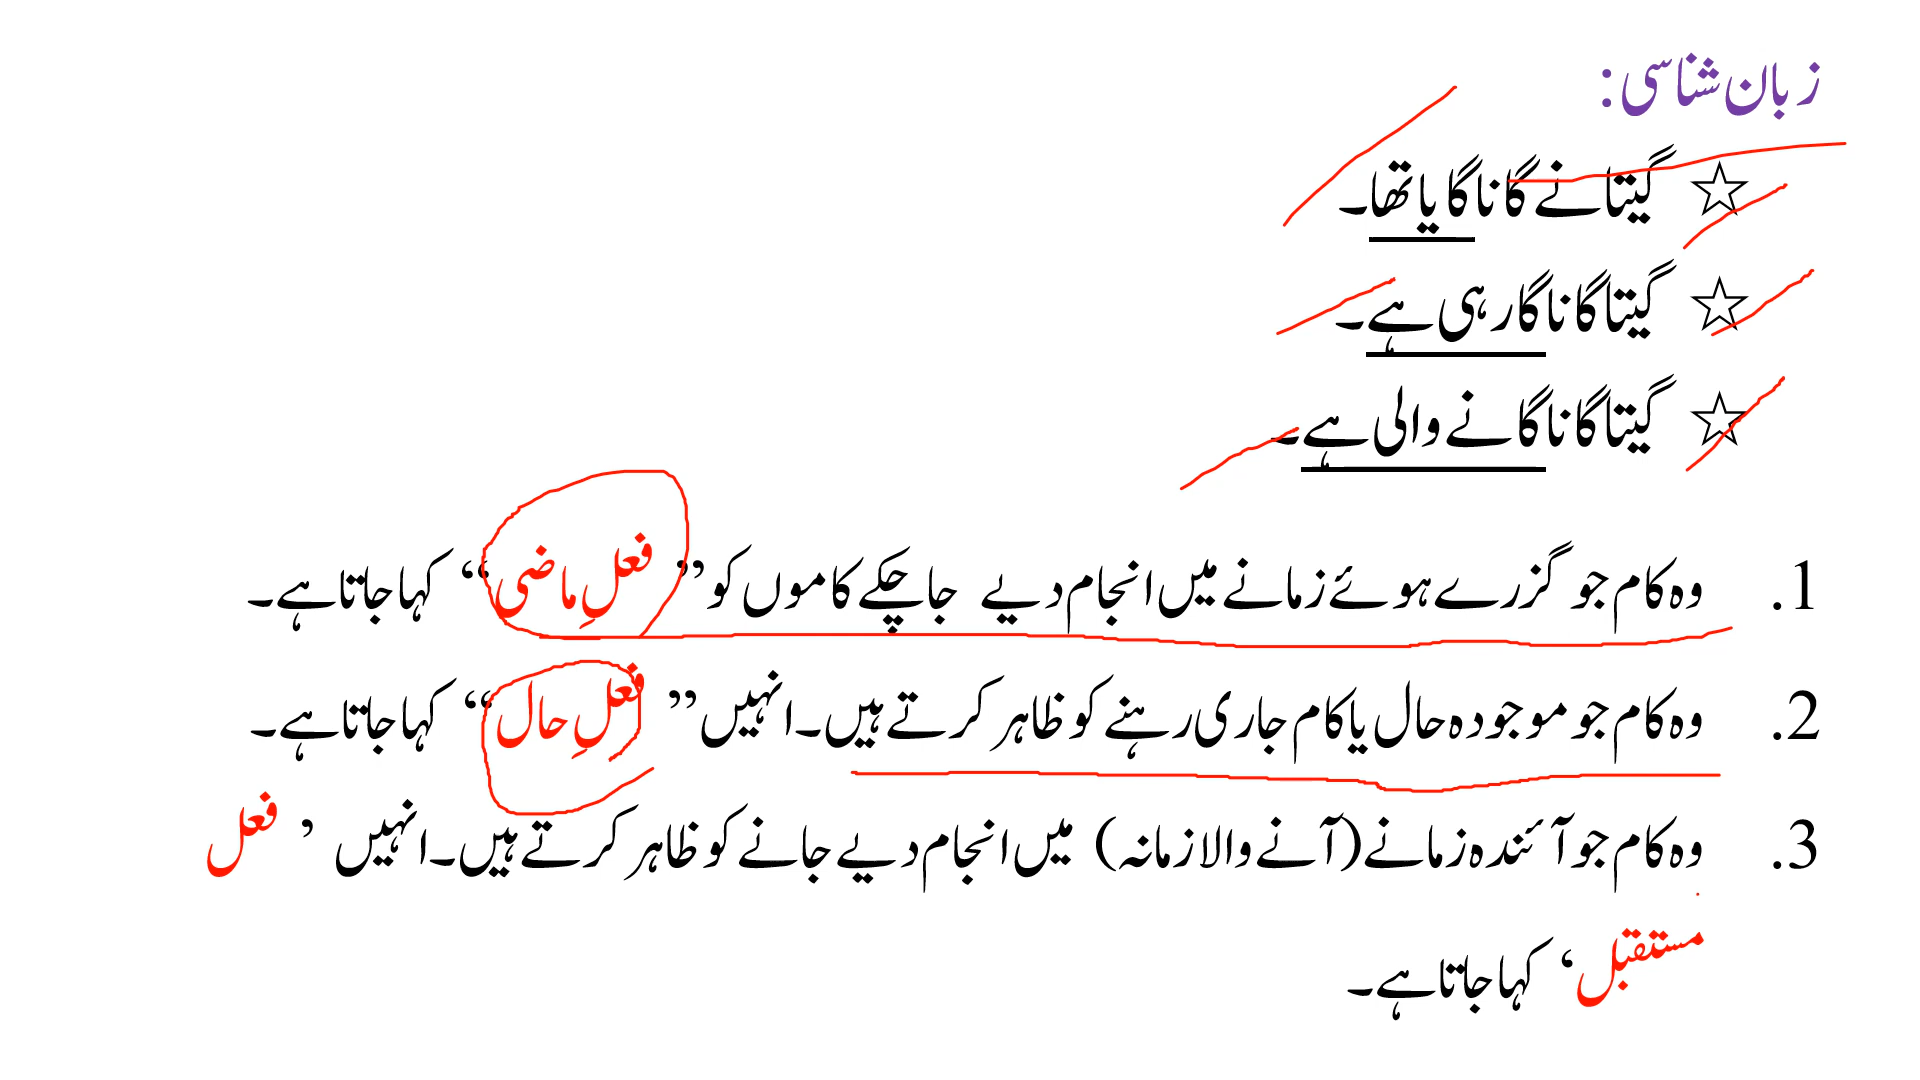 زبان شناسی:
☆ گیتا نے گانا گایا تھا۔
☆ گیتا گانا گا رہی ہے۔
☆ گیتا گانا گانے والی ہے۔
1. وہ کام جو گزرے ہوئے زمانے میں انجام دیے جا چکے کاموں کو ”فعلِ ماضی“ کہا جاتا ہے۔
2. وہ کام جو موجودہ حال یا کام جاری رہنے کو ظاہر کرتے ہیں۔ انہیں ”فعلِ حال“ کہا جاتا ہے۔
3. وہ کام جو آئندہ زمانے (آنے والا زمانہ) میں انجام دیے جانے کو ظاہر کرتے ہیں۔ انہیں ’فعل
مستقبل‘ کہا جاتا ہے۔